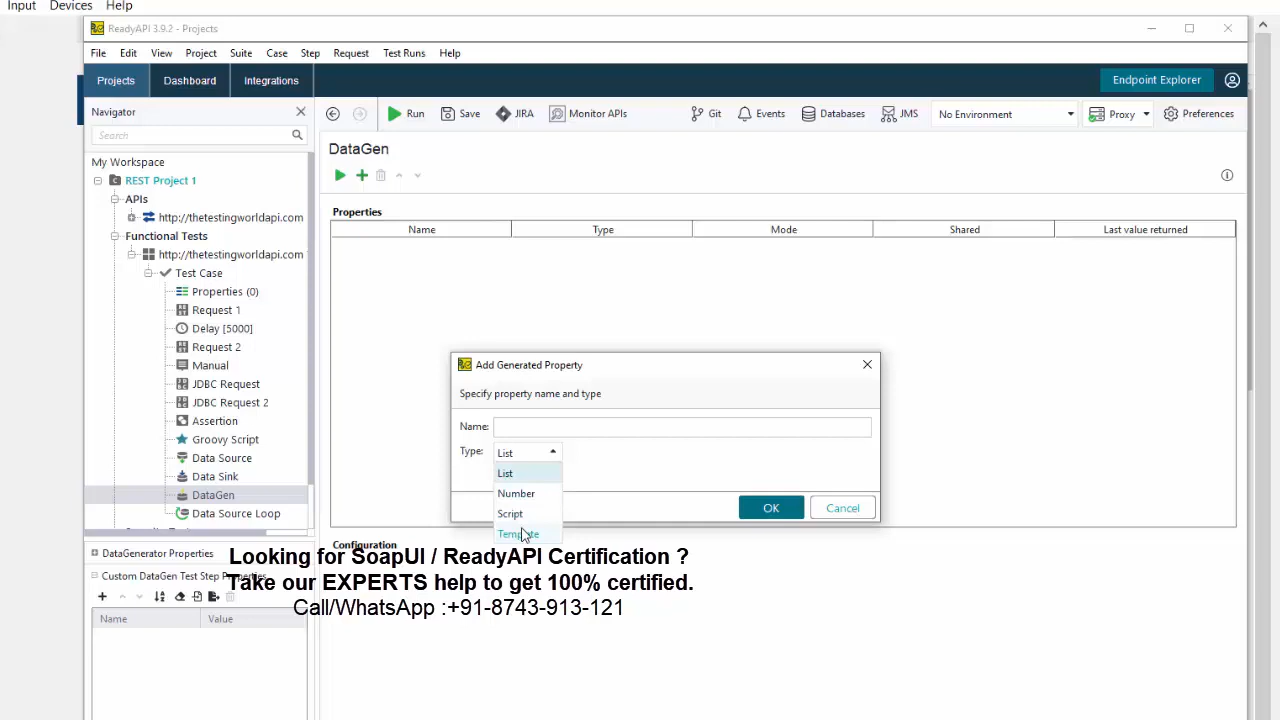 Input Devices Help
ReadyAPI 3.9.2 - Projects
File Edit View Project Suite Case Step Request Test Runs Help
Projects Dashboard Integrations Endpoint Explorer
Navigator
Run Save JIRA Monitor APIs Git Events Databases JMS No Environment Proxy Preferences
Search
DataGen
My Workspace
REST Project 1
APIs
http://thetestingworldapi.com
Functional Tests
http://thetestingworldapi.com
Test Case
Properties (0)
Request 1
Delay [5000]
Request 2
Manual
JDBC Request
JDBC Request 2
Assertion
Groovy Script
Data Source
Data Sink
DataGen
Data Source Loop
Properties
Name Type Mode Shared Last value returned
Add Generated Property
Specify property name and type
Name:
Type: List
List
Number
Script
Template
OK Cancel
Configuration
DataGenerator Properties
Custom DataGen Test Step Properties
Name Value
Looking for SoapUI / ReadyAPI Certification ?
Take our EXPERTS help to get 100% certified.
Call/WhatsApp :+91-8743-913-121